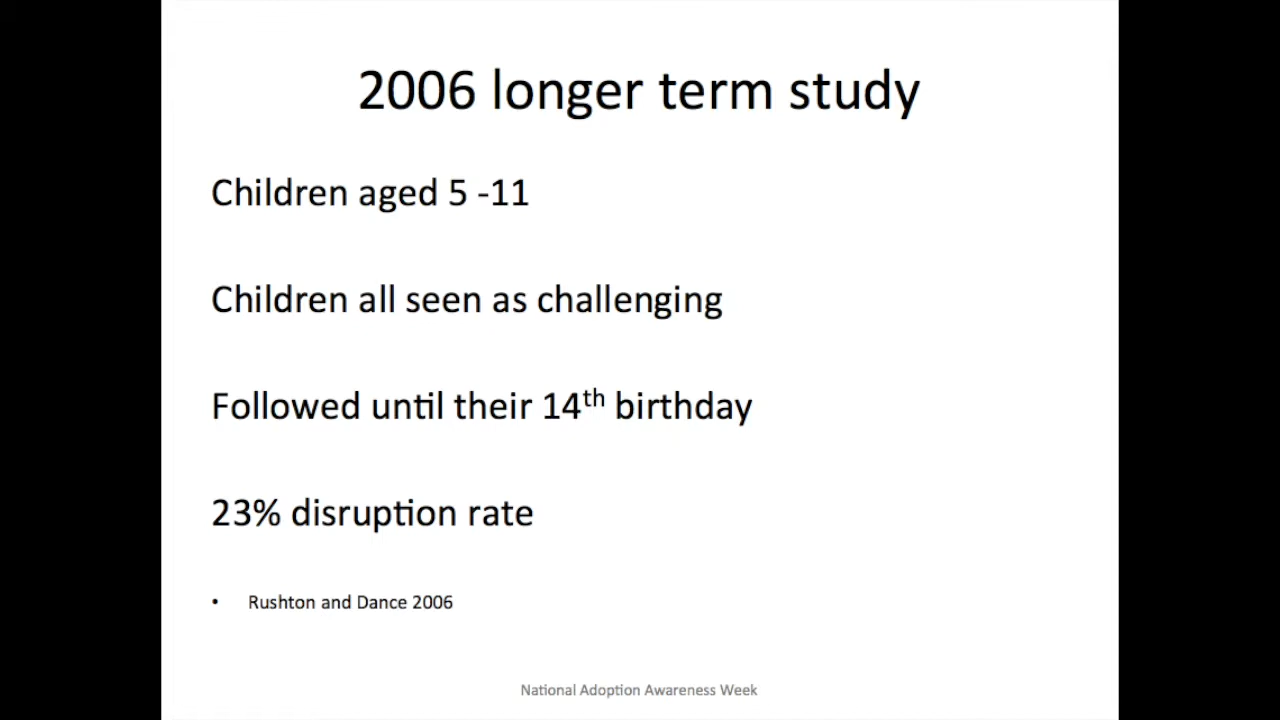 2006 longer term study
Children aged 5 -11
Children all seen as challenging
Followed until their 14th birthday
23% disruption rate
• Rushton and Dance 2006
National Adoption Awareness Week